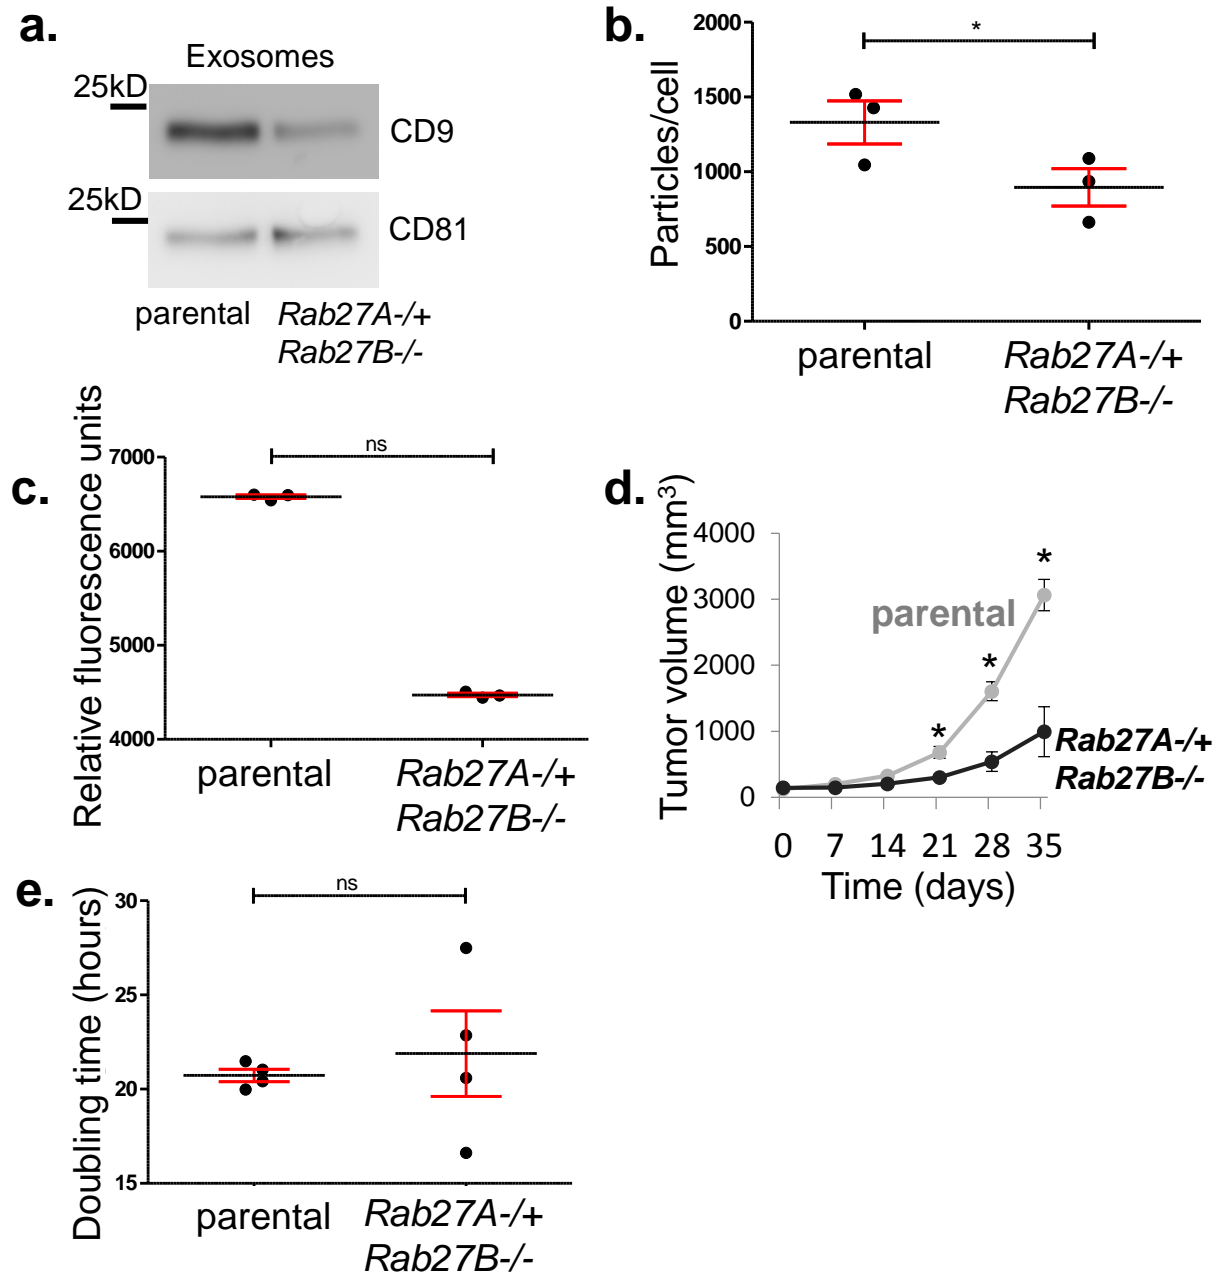 a.
Exosomes
25kD
CD9
25kD
CD81
parental
Rab27A-/+
Rab27B-/-
b.
Particles/cell
2000
1500
1000
500
0
*
parental
Rab27A-/+
Rab27B-/-
c.
Relative fluorescence units
7000
6000
5000
4000
ns
parental
Rab27A-/+
Rab27B-/-
d.
Tumor volume (mm³)
4000
3000
2000
1000
0
parental
*
*
*
Rab27A-/+
Rab27B-/-
0 7 14 21 28 35
Time (days)
e.
Doubling time (hours)
30
25
20
15
ns
parental
Rab27A-/+
Rab27B-/-